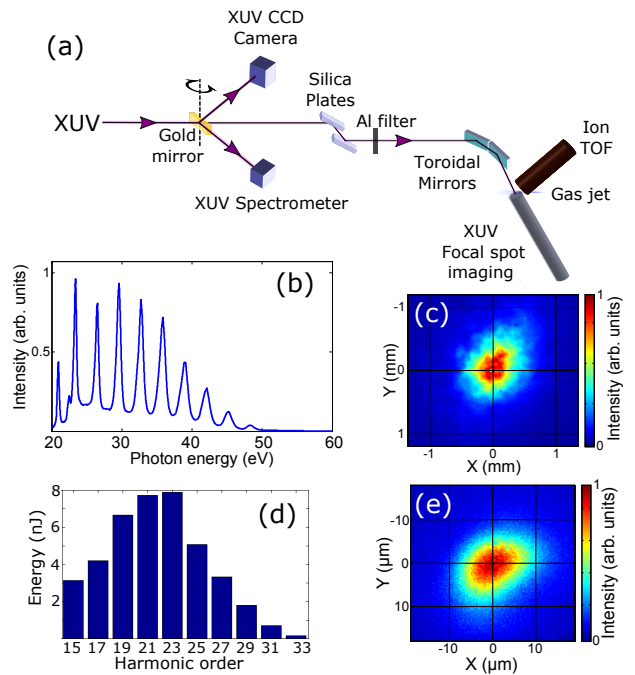 (a)
XUV CCD
Camera
Silica
Plates
XUV
Al filter
Gold
mirror
Ion
TOF
Toroidal
Mirrors
Gas jet
XUV Spectrometer
XUV
Focal spot
imaging
(b)
Intensity (arb. units)
1
0.5
20 30 40 50 60
Photon energy (eV)
(c)
Y (mm)
-1
0
1
-1 0 1
X (mm)
1
0
Intensity (arb. units)
(d)
Energy (nJ)
8
6
4
2
15 17 19 21 23 25 27 29 31 33
Harmonic order
(e)
Y (µm)
-10
0
10
-10 0 10
X (µm)
1
0
Intensity (arb. units)